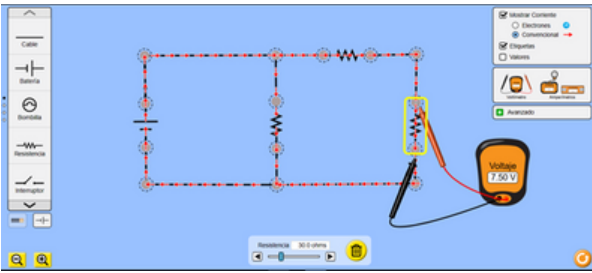 Cable
Batería
Bombilla
Resistencia
Interruptor
Mostrar Corriente
Electrones
Convencional
Etiquetas
Valores
Voltímetro
Amperímetro
Avanzado
Voltaje
7.50 V
Resistencia 30.0 ohms